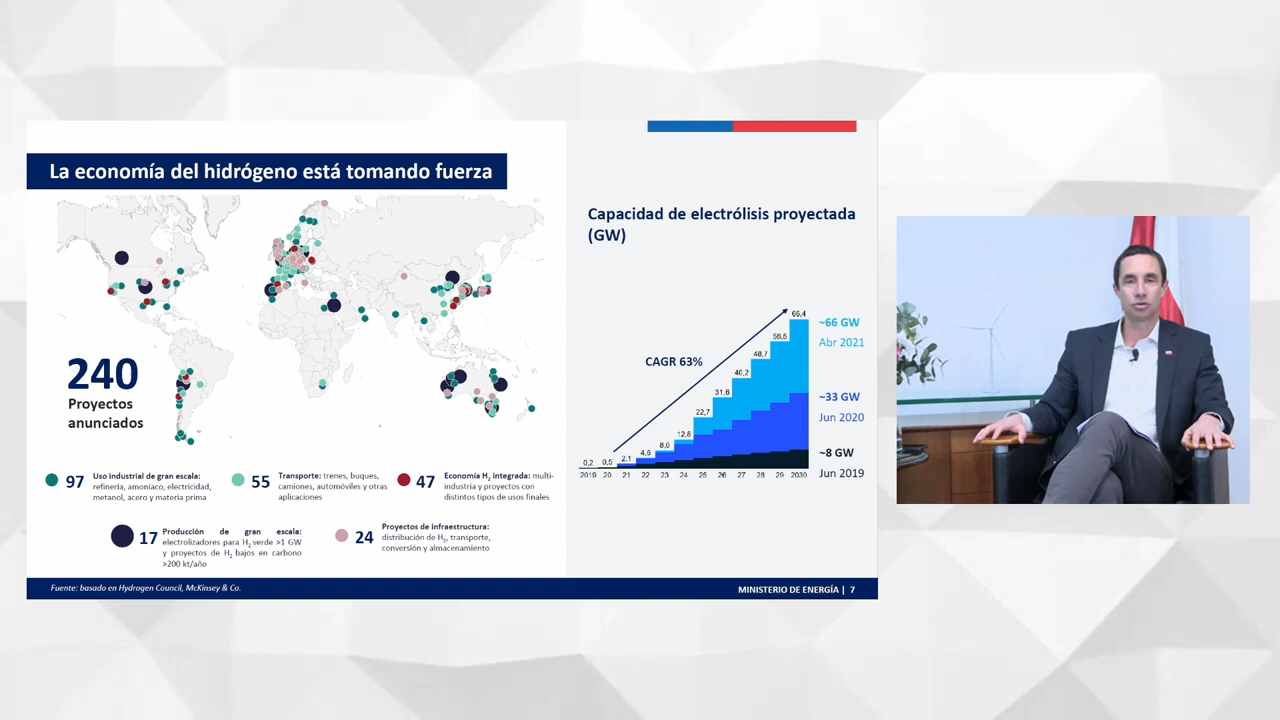 La economía del hidrógeno está tomando fuerza
240
Proyectos
anunciados
97
Uso industrial de gran escala:
refinería, amoniaco, electricidad,
metanol, acero y materia prima
55
Transporte: trenes, buques,
camiones, automóviles y otras
aplicaciones
47
Economía H2 integrada: multi-
industria y proyectos con
distintos tipos de usos finales
17
Producción de gran escala:
electrolizadores para H2 verde >1 GW
y proyectos de H2 bajos en carbono
>200 kt/año
24
Proyectos de infraestructura:
distribución de H2, transporte,
conversión y almacenamiento
Capacidad de electrólisis proyectada
(GW)
CAGR 63%
0,2
0,5
2,1
4,6
8,0
12,8
22,7
31,6
40,2
48,7
56,5
66,4
2019 20 21 22 23 24 25 26 27 28 29 2030
~66 GW
Abr 2021
~33 GW
Jun 2020
~8 GW
Jun 2019
Fuente: basado en Hydrogen Council, McKinsey & Co.
MINISTERIO DE ENERGÍA | 7